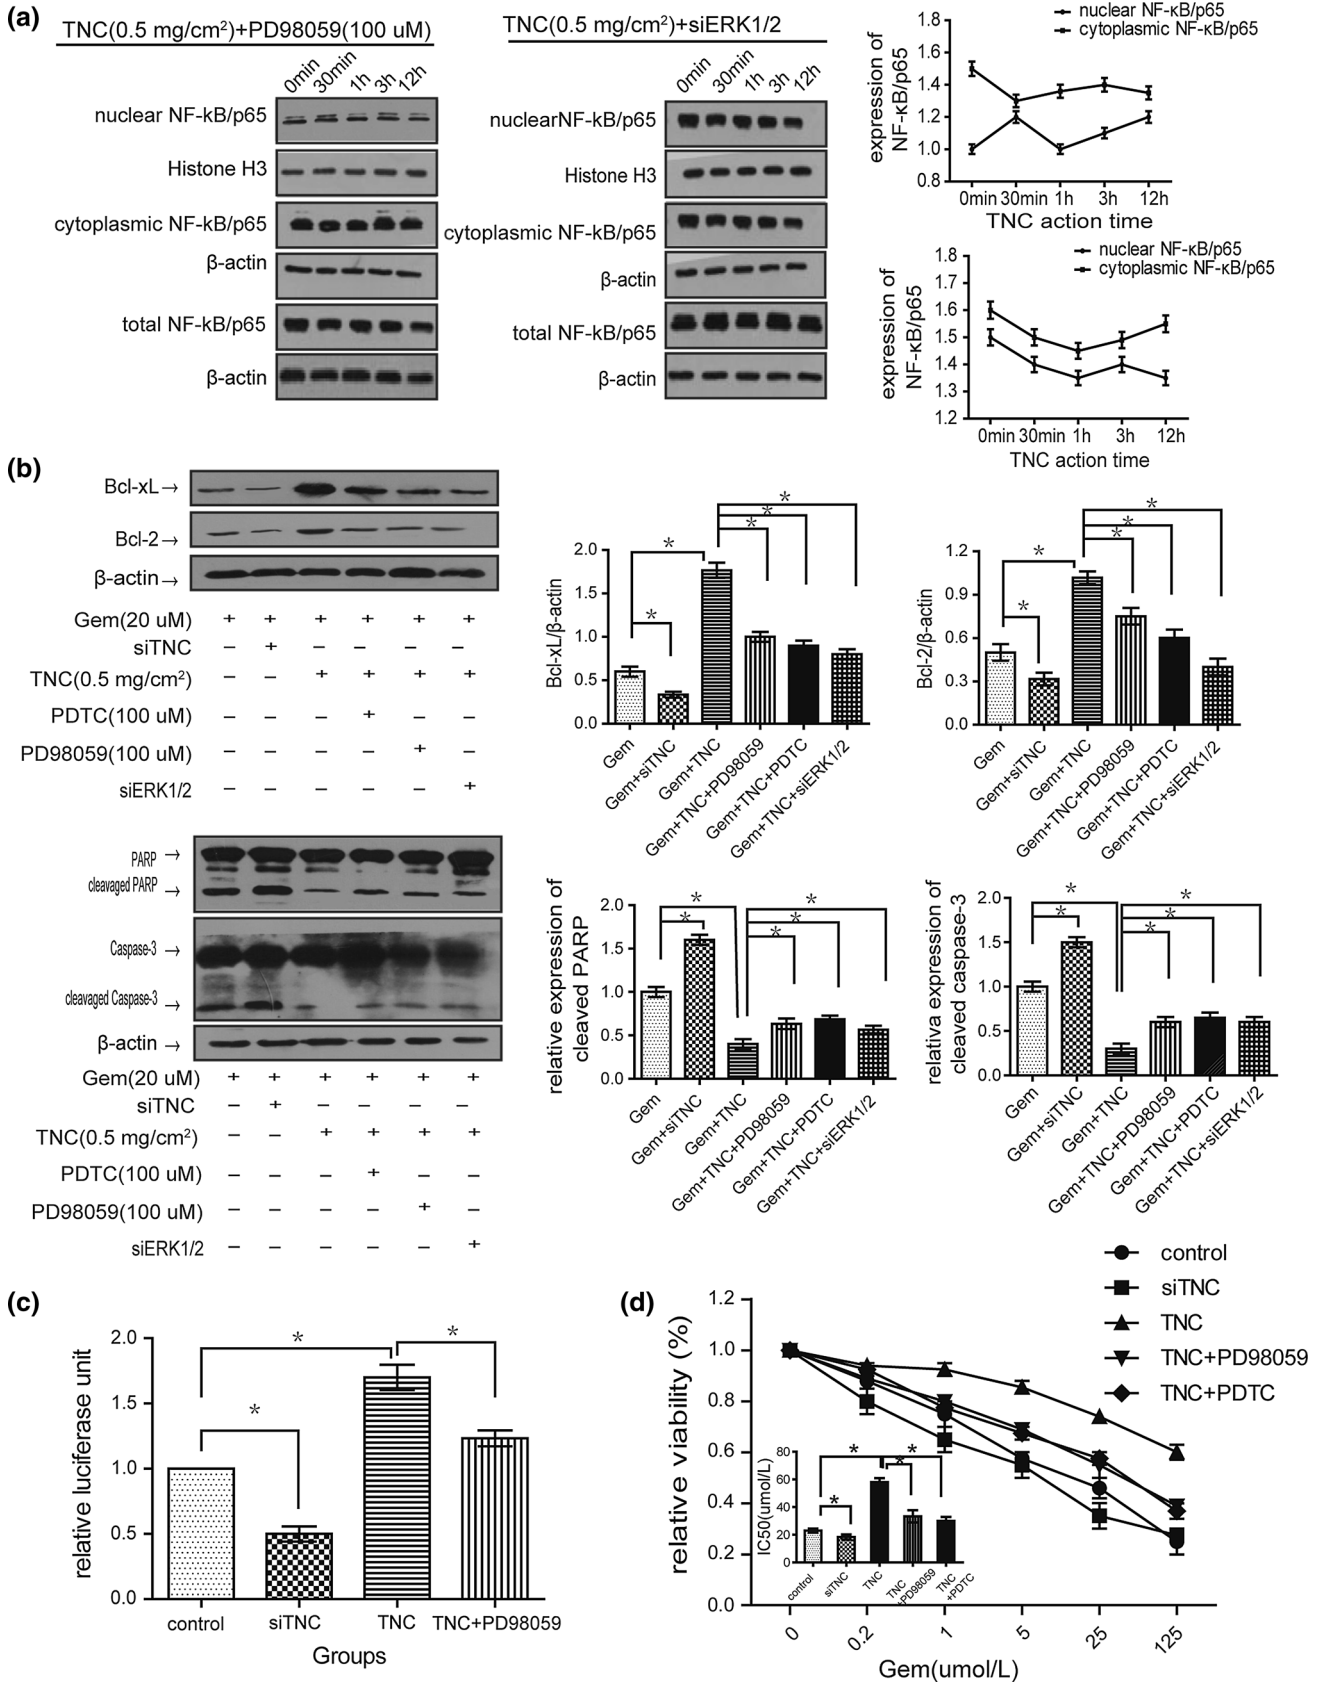 (a)
TNC(0.5 mg/cm²)+PD98059(100 uM)
0min 30min 1h 3h 12h
nuclear NF-kB/p65
Histone H3
cytoplasmic NF-kB/p65
β-actin
total NF-kB/p65
β-actin
TNC(0.5 mg/cm²)+siERK1/2
0min 30min 1h 3h 12h
nuclearNF-kB/p65
Histone H3
cytoplasmic NF-kB/p65
β-actin
total NF-kB/p65
β-actin
nuclear NF-κB/p65
cytoplasmic NF-κB/p65
expression of
NF-κB/p65
1.8
1.6
1.4
1.2
1.0
0.8
0min 30min 1h 3h 12h
TNC action time
nuclear NF-κB/p65
cytoplasmic NF-κB/p65
expression of
NF-κB/p65
1.8
1.7
1.6
1.5
1.4
1.3
1.2
0min 30min 1h 3h 12h
TNC action time
(b)
Bcl-xL→
Bcl-2→
β-actin→
Gem(20 uM) + + + + + +
siTNC − + − − − −
TNC(0.5 mg/cm²) − − + + + +
PDTC(100 uM) − − − + − −
PD98059(100 uM) − − − − + −
siERK1/2 − − − − − +
Bcl-xL/β-actin
2.0
1.5
1.0
0.5
0.0
* * * * *
Gem
Gem+siTNC
Gem+TNC
Gem+TNC+PD98059
Gem+TNC+PDTC
Gem+TNC+siERK1/2
Bcl-2/β-actin
1.2
0.9
0.6
0.3
0.0
* * * * *
Gem
Gem+siTNC
Gem+TNC
Gem+TNC+PD98059
Gem+TNC+PDTC
Gem+TNC+siERK1/2
PARP →
cleavaged PARP →
Caspase-3 →
cleavaged Caspase-3 →
β-actin →
Gem(20 uM) + + + + + +
siTNC − + − − − −
TNC(0.5 mg/cm²) − − + + + +
PDTC(100 uM) − − − + − −
PD98059(100 uM) − − − − + −
siERK1/2 − − − − − +
relative expression of
cleaved PARP
2.0
1.5
1.0
0.5
0.0
* * * * *
Gem
Gem+siTNC
Gem+TNC
Gem+TNC+PD98059
Gem+TNC+PDTC
Gem+TNC+siERK1/2
relativa expression of
cleaved caspase-3
2.0
1.5
1.0
0.5
0.0
* * * * *
Gem
Gem+siTNC
Gem+TNC
Gem+TNC+PD98059
Gem+TNC+PDTC
Gem+TNC+siERK1/2
(c)
relative luciferase unit
2.0
1.5
1.0
0.5
0.0
* * *
control siTNC TNC TNC+PD98059
Groups
(d)
control
siTNC
TNC
TNC+PD98059
TNC+PDTC
relative viability (%)
1.2
1.0
0.8
0.6
0.4
0.2
0.0
0 0.2 1 5 25 125
Gem(umol/L)
IC50(umol/L)
80
60
40
20
0
* * * *
control
siTNC
TNC
TNC
+PD98059
TNC
+PDTC